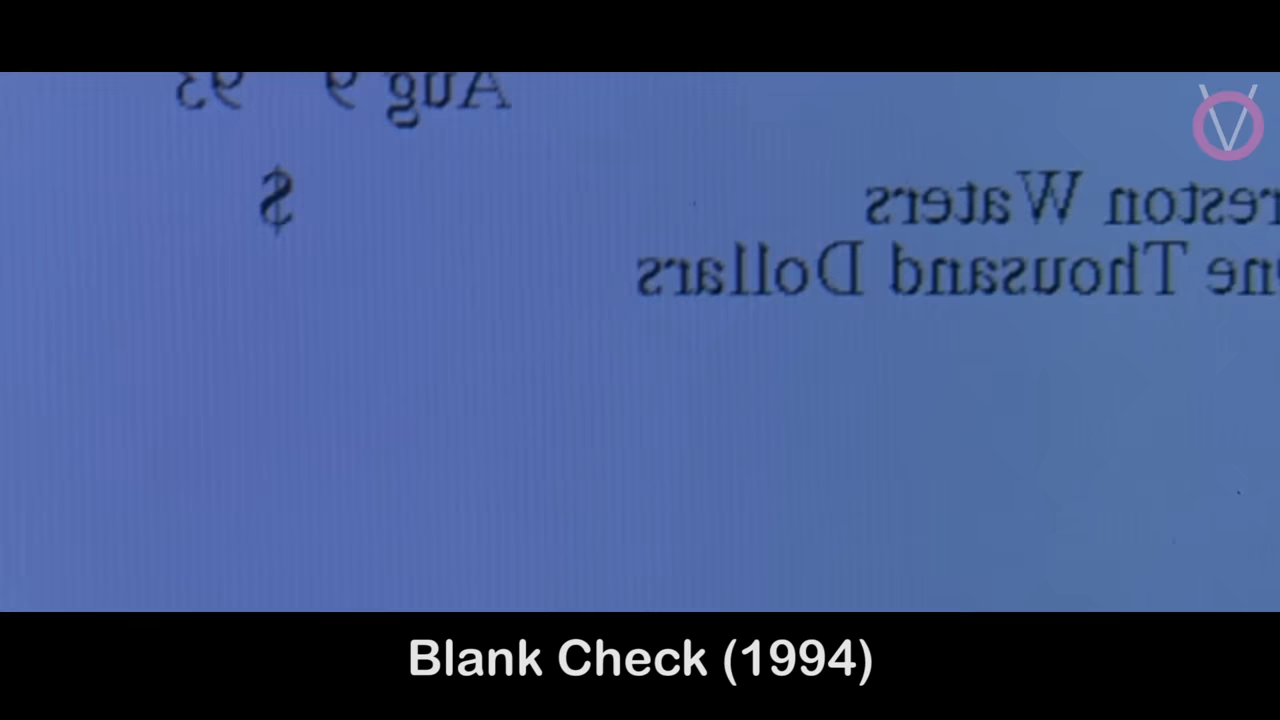 Aug 9 93
$
reston Waters
ne Thousand Dollars
Blank Check (1994)